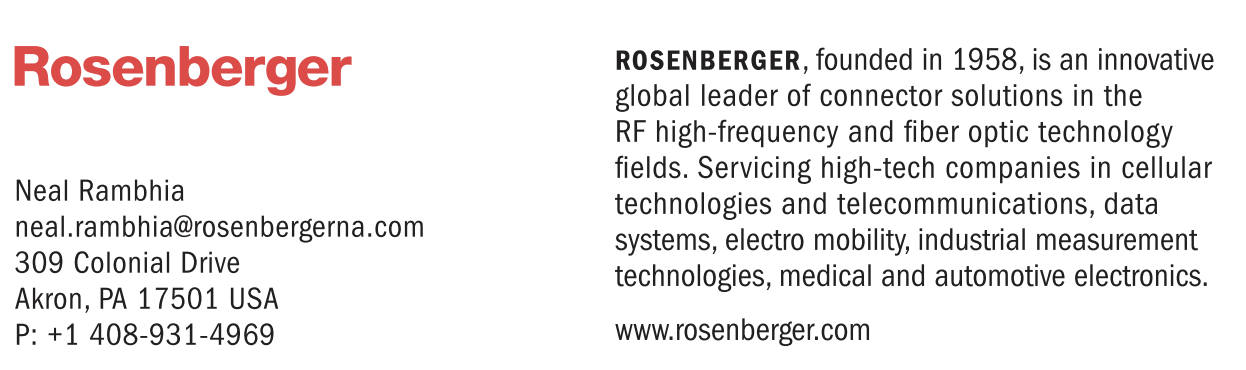 Rosenberger
Neal Rambhia
neal.rambhia@rosenbergerna.com
309 Colonial Drive
Akron, PA 17501 USA
P: +1 408-931-4969
ROSENBERGER, founded in 1958, is an innovative
global leader of connector solutions in the
RF high-frequency and fiber optic technology
fields. Servicing high-tech companies in cellular
technologies and telecommunications, data
systems, electro mobility, industrial measurement
technologies, medical and automotive electronics.
www.rosenberger.com